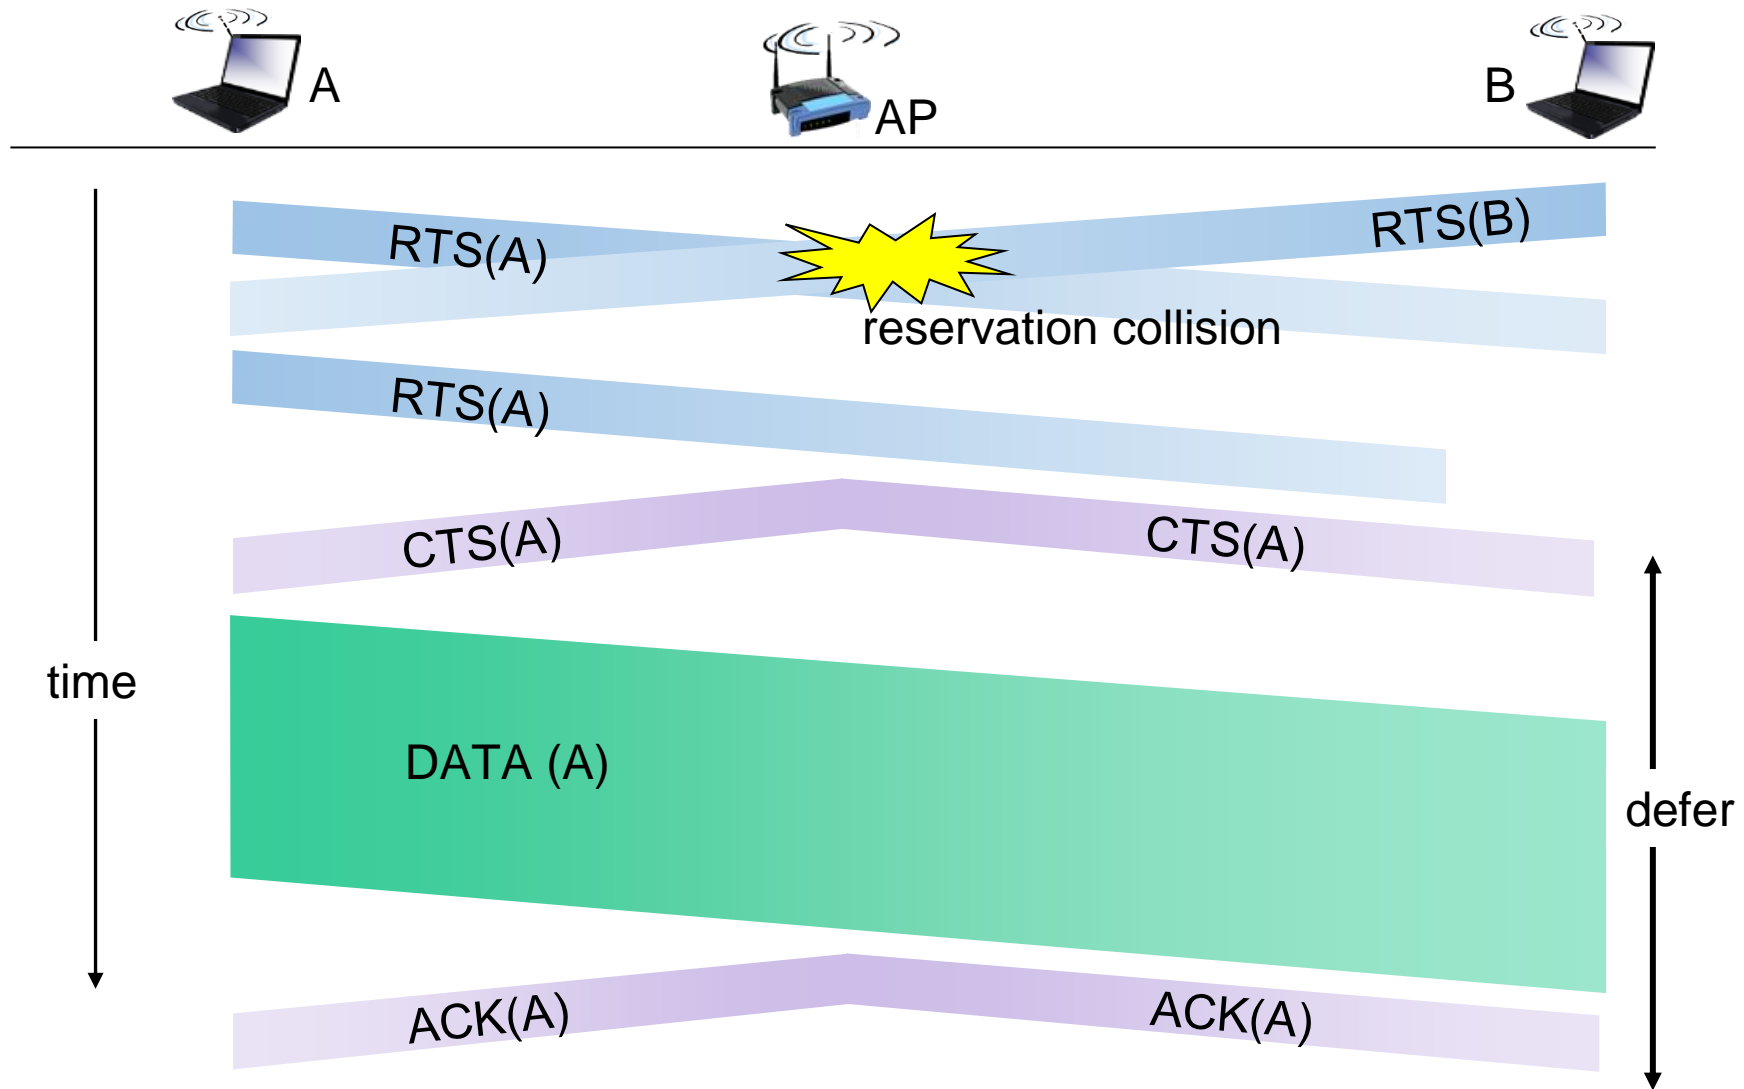 A
AP
B
RTS(A)
RTS(B)
reservation collision
RTS(A)
CTS(A)
CTS(A)
time
DATA (A)
defer
ACK(A)
ACK(A)